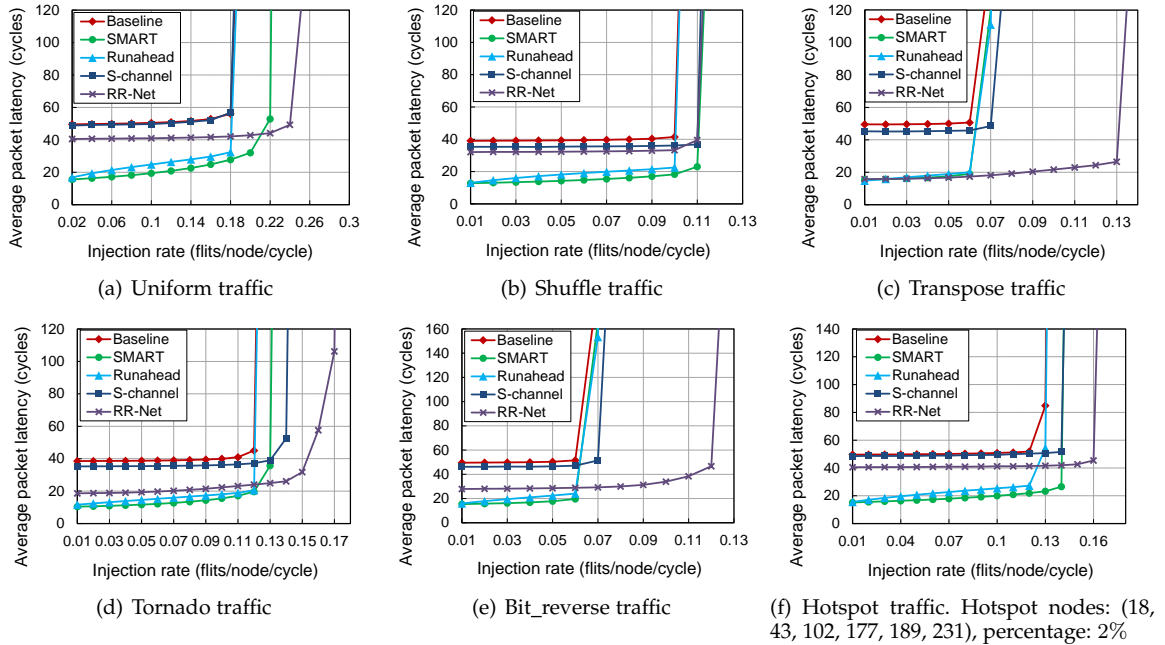 120
100
80
60
40
20
0
Average packet latency (cycles)
Baseline
SMART
Runahead
S-channel
RR-Net
0.02 0.06 0.1 0.14 0.18 0.22 0.26 0.3
Injection rate (flits/node/cycle)
(a) Uniform traffic
120
100
80
60
40
20
0
Average packet latency (cycles)
Baseline
SMART
Runahead
S-channel
RR-Net
0.01 0.03 0.05 0.07 0.09 0.11 0.13
Injection rate (flits/node/cycle)
(b) Shuffle traffic
120
100
80
60
40
20
0
Average packet latency (cycles)
Baseline
SMART
Runahead
S-channel
RR-Net
0.01 0.03 0.05 0.07 0.09 0.11 0.13
Injection rate (flits/node/cycle)
(c) Transpose traffic
120
100
80
60
40
20
0
Average packet latency (cycles)
Baseline
SMART
Runahead
S-channel
RR-Net
0.01 0.03 0.05 0.07 0.09 0.11 0.13 0.15 0.17
Injection rate (flits/node/cycle)
(d) Tornado traffic
160
140
120
100
80
60
40
20
0
Average packet latency (cycles)
Baseline
SMART
Runahead
S-channel
RR-Net
0.01 0.03 0.05 0.07 0.09 0.11 0.13
Injection rate (flits/node/cycle)
(e) Bit_reverse traffic
140
120
100
80
60
40
20
0
Average packet latency (cycles)
Baseline
SMART
Runahead
S-channel
RR-Net
0.01 0.04 0.07 0.1 0.13 0.16
Injection rate (flits/node/cycle)
(f) Hotspot traffic. Hotspot nodes: (18,
43, 102, 177, 189, 231), percentage: 2%